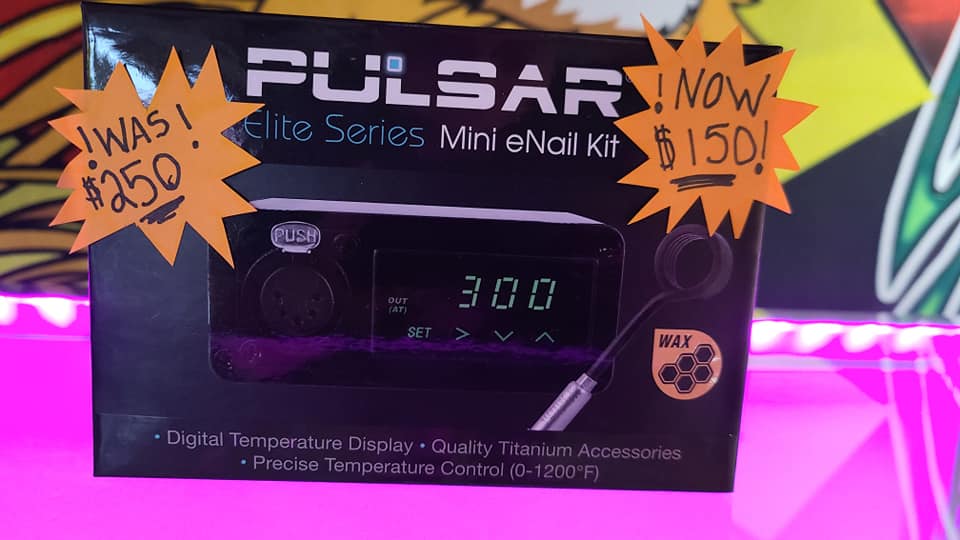 !WAS!
$250
PULSAR
Elite Series Mini eNail Kit
!NOW
$150!
PUSH
300
OUT
(AT)
SET > ∨ ∧
WAX
• Digital Temperature Display • Quality Titanium Accessories
• Precise Temperature Control (0-1200°F)